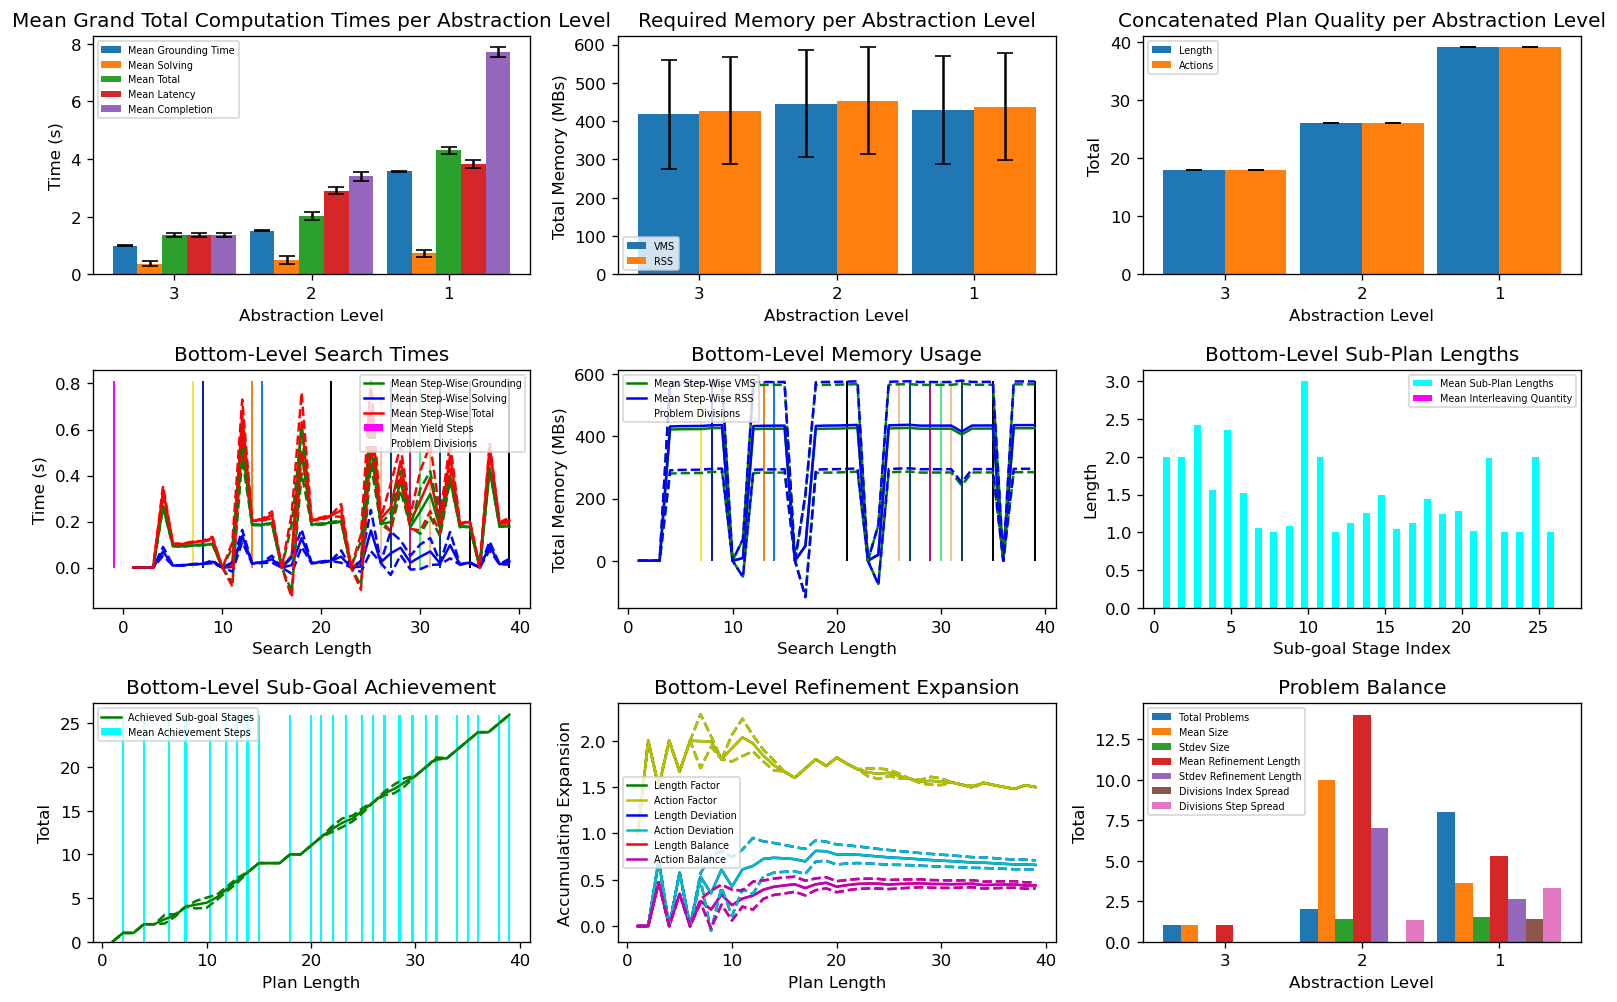 Mean Grand Total Computation Times per Abstraction Level
Time (s)
8
6
4
2
0
Mean Grounding Time
Mean Solving
Mean Total
Mean Latency
Mean Completion
3 2 1
Abstraction Level
Required Memory per Abstraction Level
Total Memory (MBs)
600
500
400
300
200
100
0
VMS
RSS
3 2 1
Abstraction Level
Concatenated Plan Quality per Abstraction Level
Total
40
30
20
10
0
Length
Actions
3 2 1
Abstraction Level
Bottom-Level Search Times
Time (s)
0.8
0.6
0.4
0.2
0.0
Mean Step-Wise Grounding
Mean Step-Wise Solving
Mean Step-Wise Total
Mean Yield Steps
Problem Divisions
0 10 20 30 40
Search Length
Bottom-Level Memory Usage
Total Memory (MBs)
600
400
200
0
Mean Step-Wise VMS
Mean Step-Wise RSS
Problem Divisions
0 10 20 30 40
Search Length
Bottom-Level Sub-Plan Lengths
Length
3.0
2.5
2.0
1.5
1.0
0.5
0.0
Mean Sub-Plan Lengths
Mean Interleaving Quantity
0 5 10 15 20 25
Sub-goal Stage Index
Bottom-Level Sub-Goal Achievement
Total
25
20
15
10
5
0
Achieved Sub-goal Stages
Mean Achievement Steps
0 10 20 30 40
Plan Length
Bottom-Level Refinement Expansion
Accumulating Expansion
2.0
1.5
1.0
0.5
0.0
Length Factor
Action Factor
Length Deviation
Action Deviation
Length Balance
Action Balance
0 10 20 30 40
Plan Length
Problem Balance
Total
12.5
10.0
7.5
5.0
2.5
0.0
Total Problems
Mean Size
Stdev Size
Mean Refinement Length
Stdev Refinement Length
Divisions Index Spread
Divisions Step Spread
3 2 1
Abstraction Level